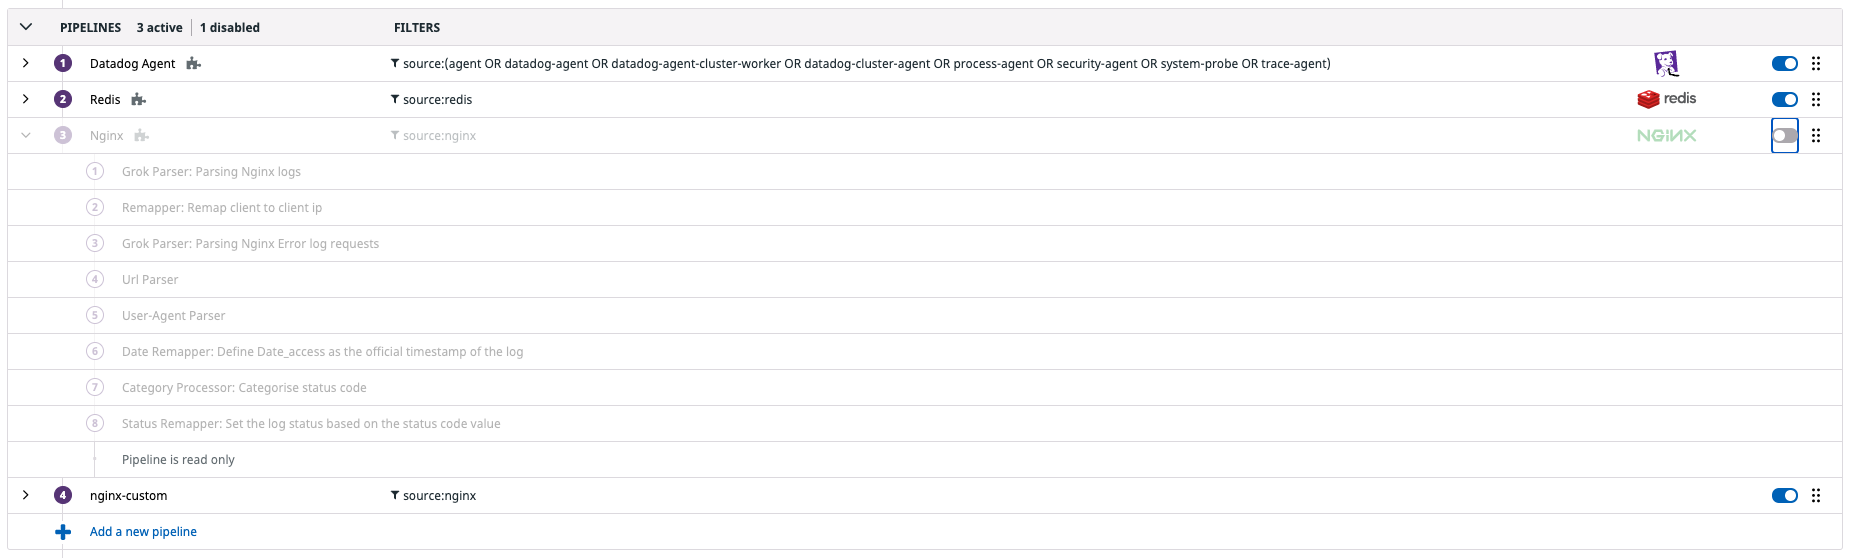 PIPELINES 3 active 1 disabled FILTERS
1 Datadog Agent source:(agent OR datadog-agent OR datadog-agent-cluster-worker OR datadog-cluster-agent OR process-agent OR security-agent OR system-probe OR trace-agent)
2 Redis source:redis redis
3 Nginx source:nginx NGINX
1 Grok Parser: Parsing Nginx logs
2 Remapper: Remap client to client ip
3 Grok Parser: Parsing Nginx Error log requests
4 Url Parser
5 User-Agent Parser
6 Date Remapper: Define Date_access as the official timestamp of the log
7 Category Processor: Categorise status code
8 Status Remapper: Set the log status based on the status code value
Pipeline is read only
4 nginx-custom source:nginx
Add a new pipeline